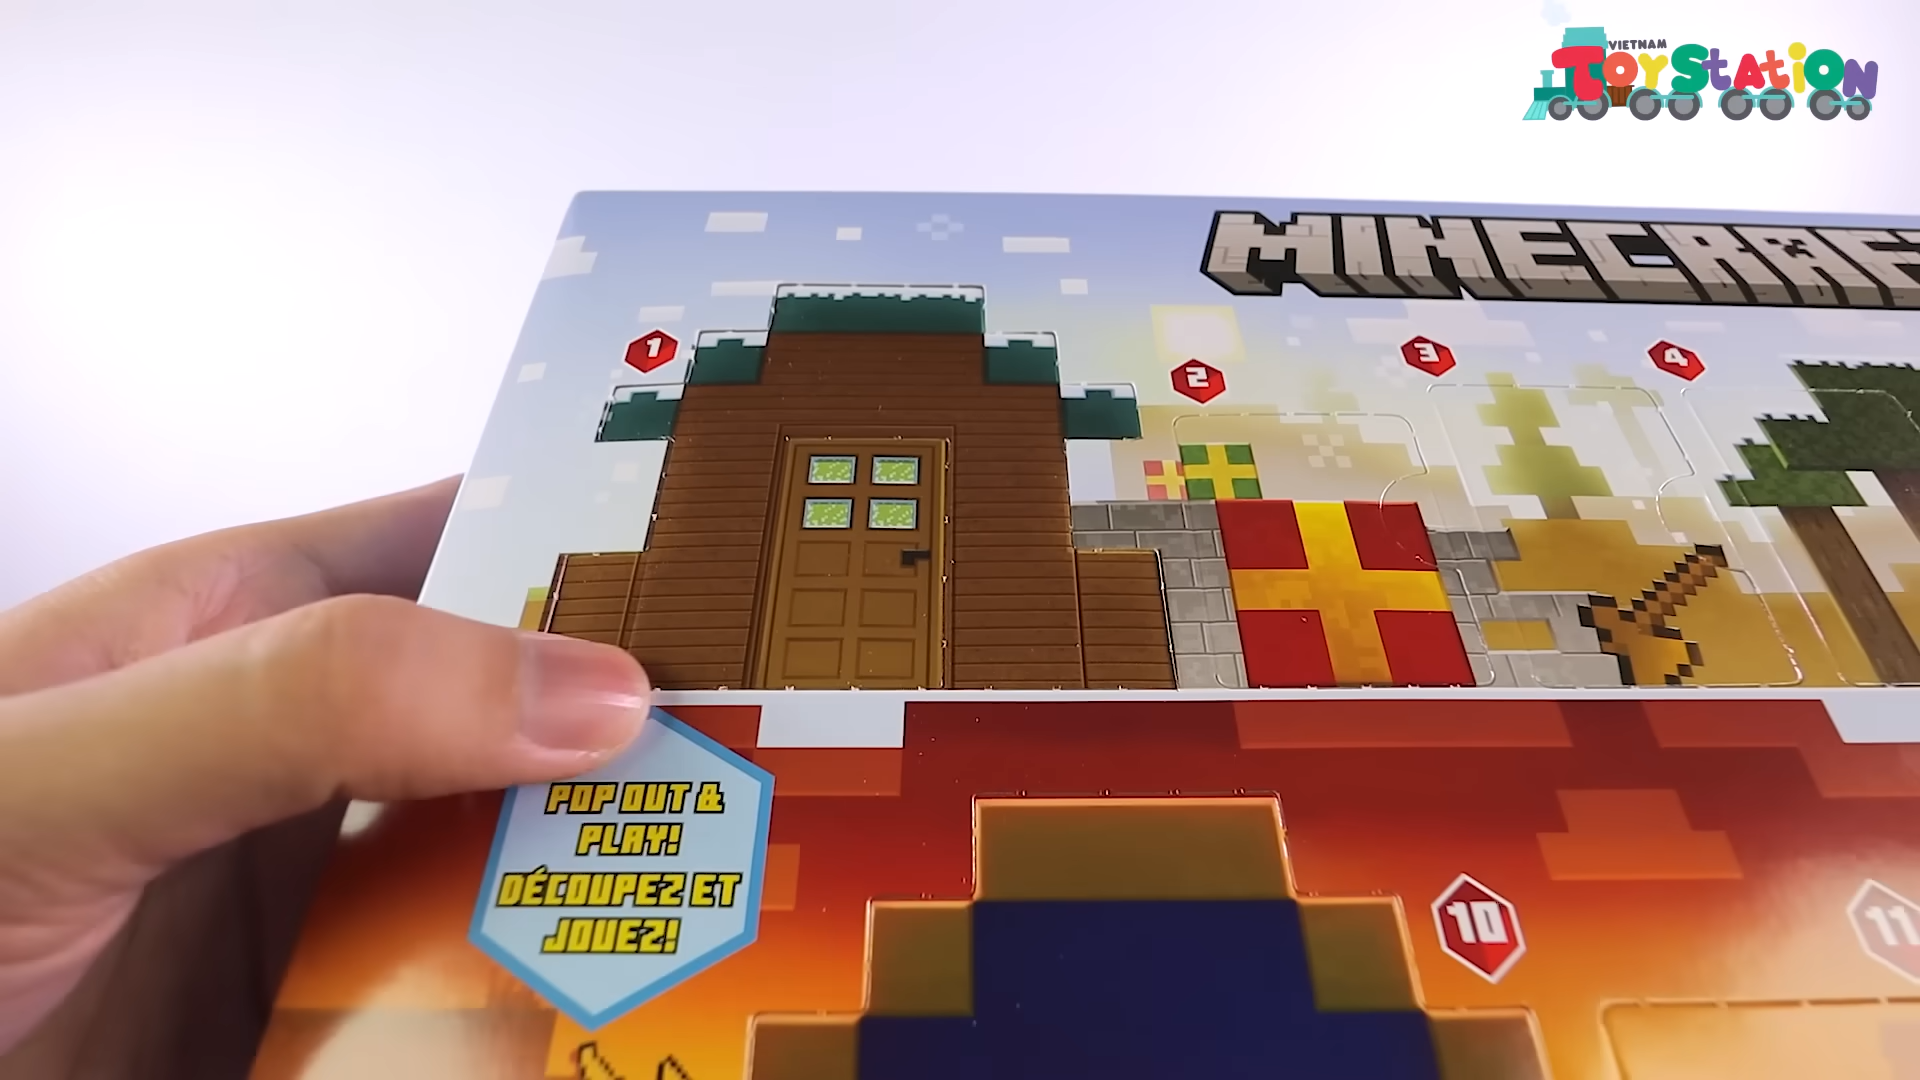 VIETNAM
TOYSTATION
MINECRAF
1
2
3
4
POP OUT &
PLAY!
DÉCOUPEZ ET
JOUEZ!
10
11